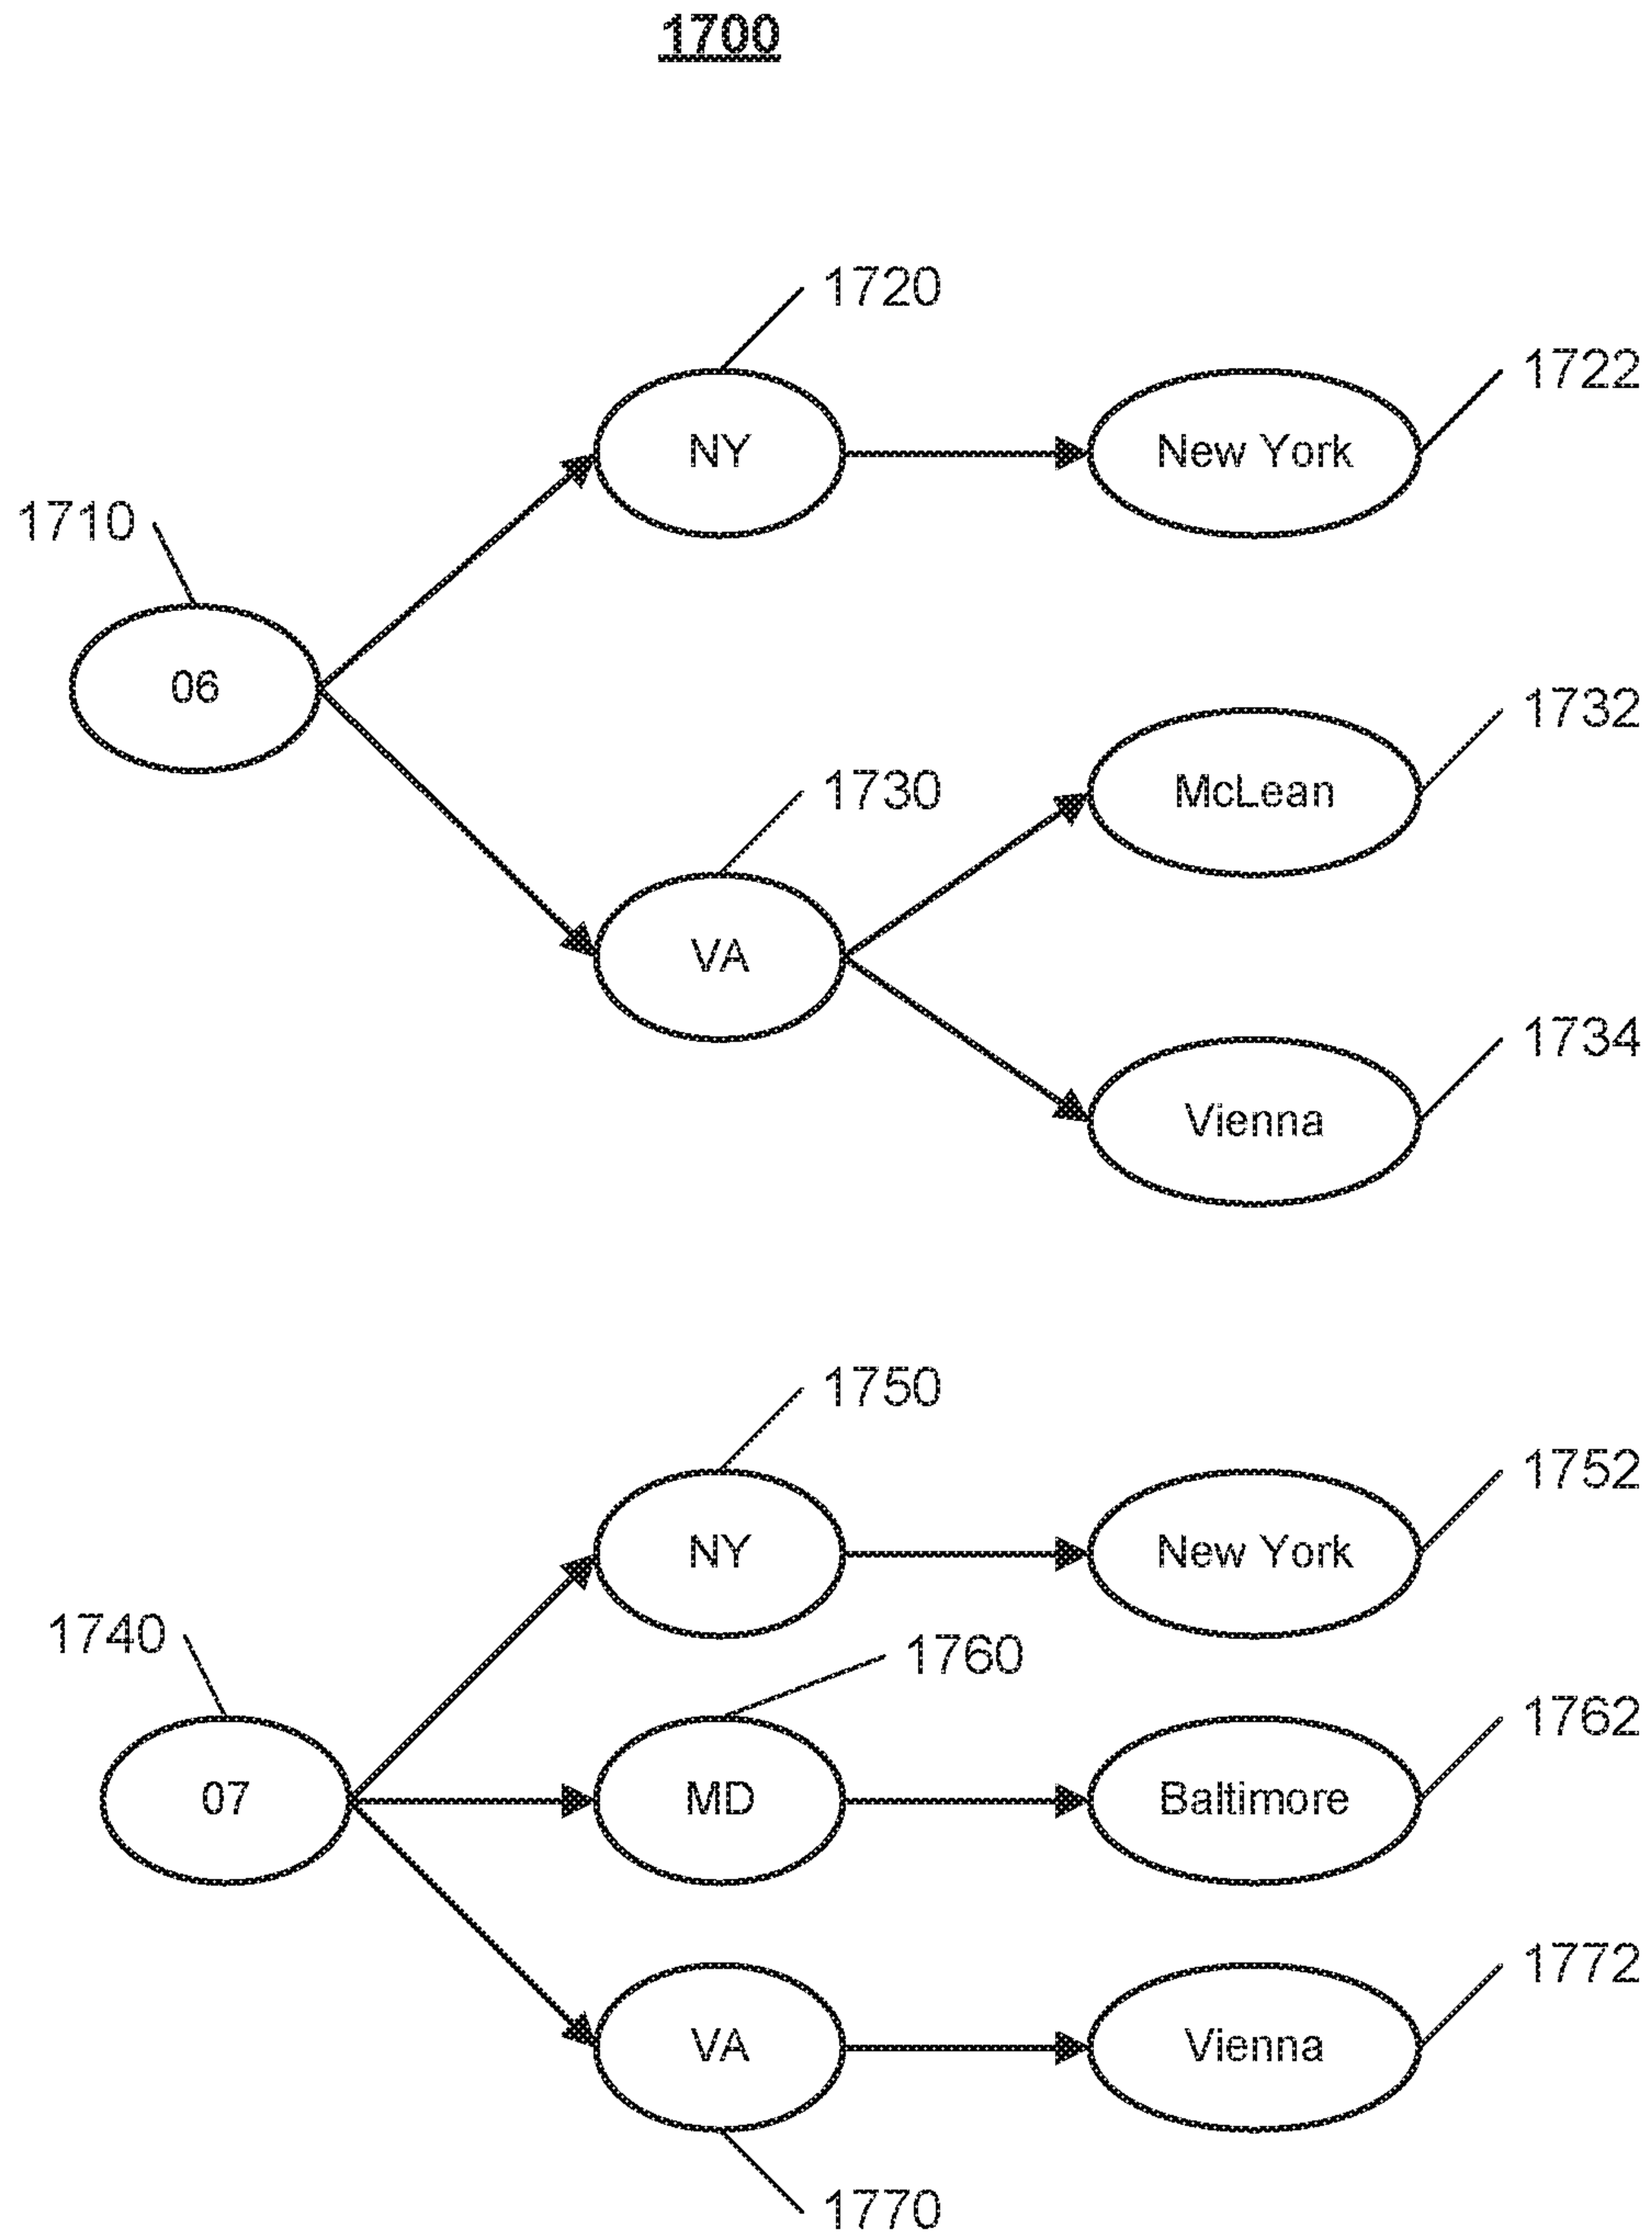 1700
1720
1722
NY
New York
1710
06
1732
1730
McLean
VA
1734
Vienna
1750
1752
NY
New York
1740
1760
1762
07
MD
Baltimore
1772
VA
Vienna
1770